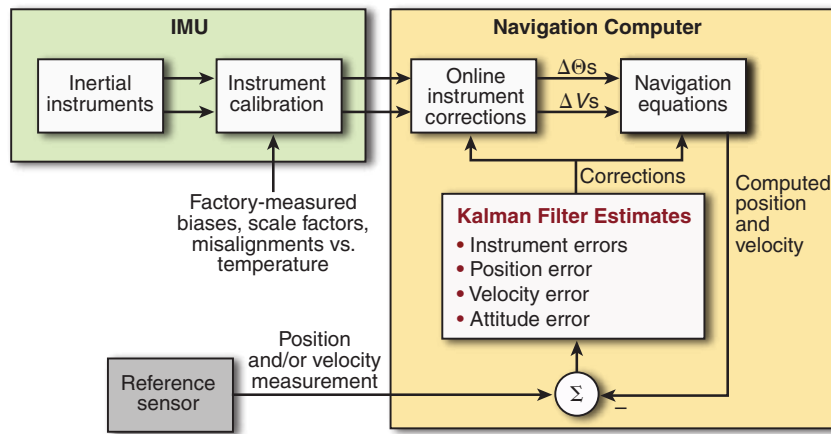 IMU
Navigation Computer
Inertial
instruments
Instrument
calibration
Online
instrument
corrections
ΔΘs
ΔVs
Navigation
equations
Factory-measured
biases, scale factors,
misalignments vs.
temperature
Corrections
Computed
position
and
velocity
Kalman Filter Estimates
• Instrument errors
• Position error
• Velocity error
• Attitude error
Position
and/or velocity
measurement
Reference
sensor
Σ
–